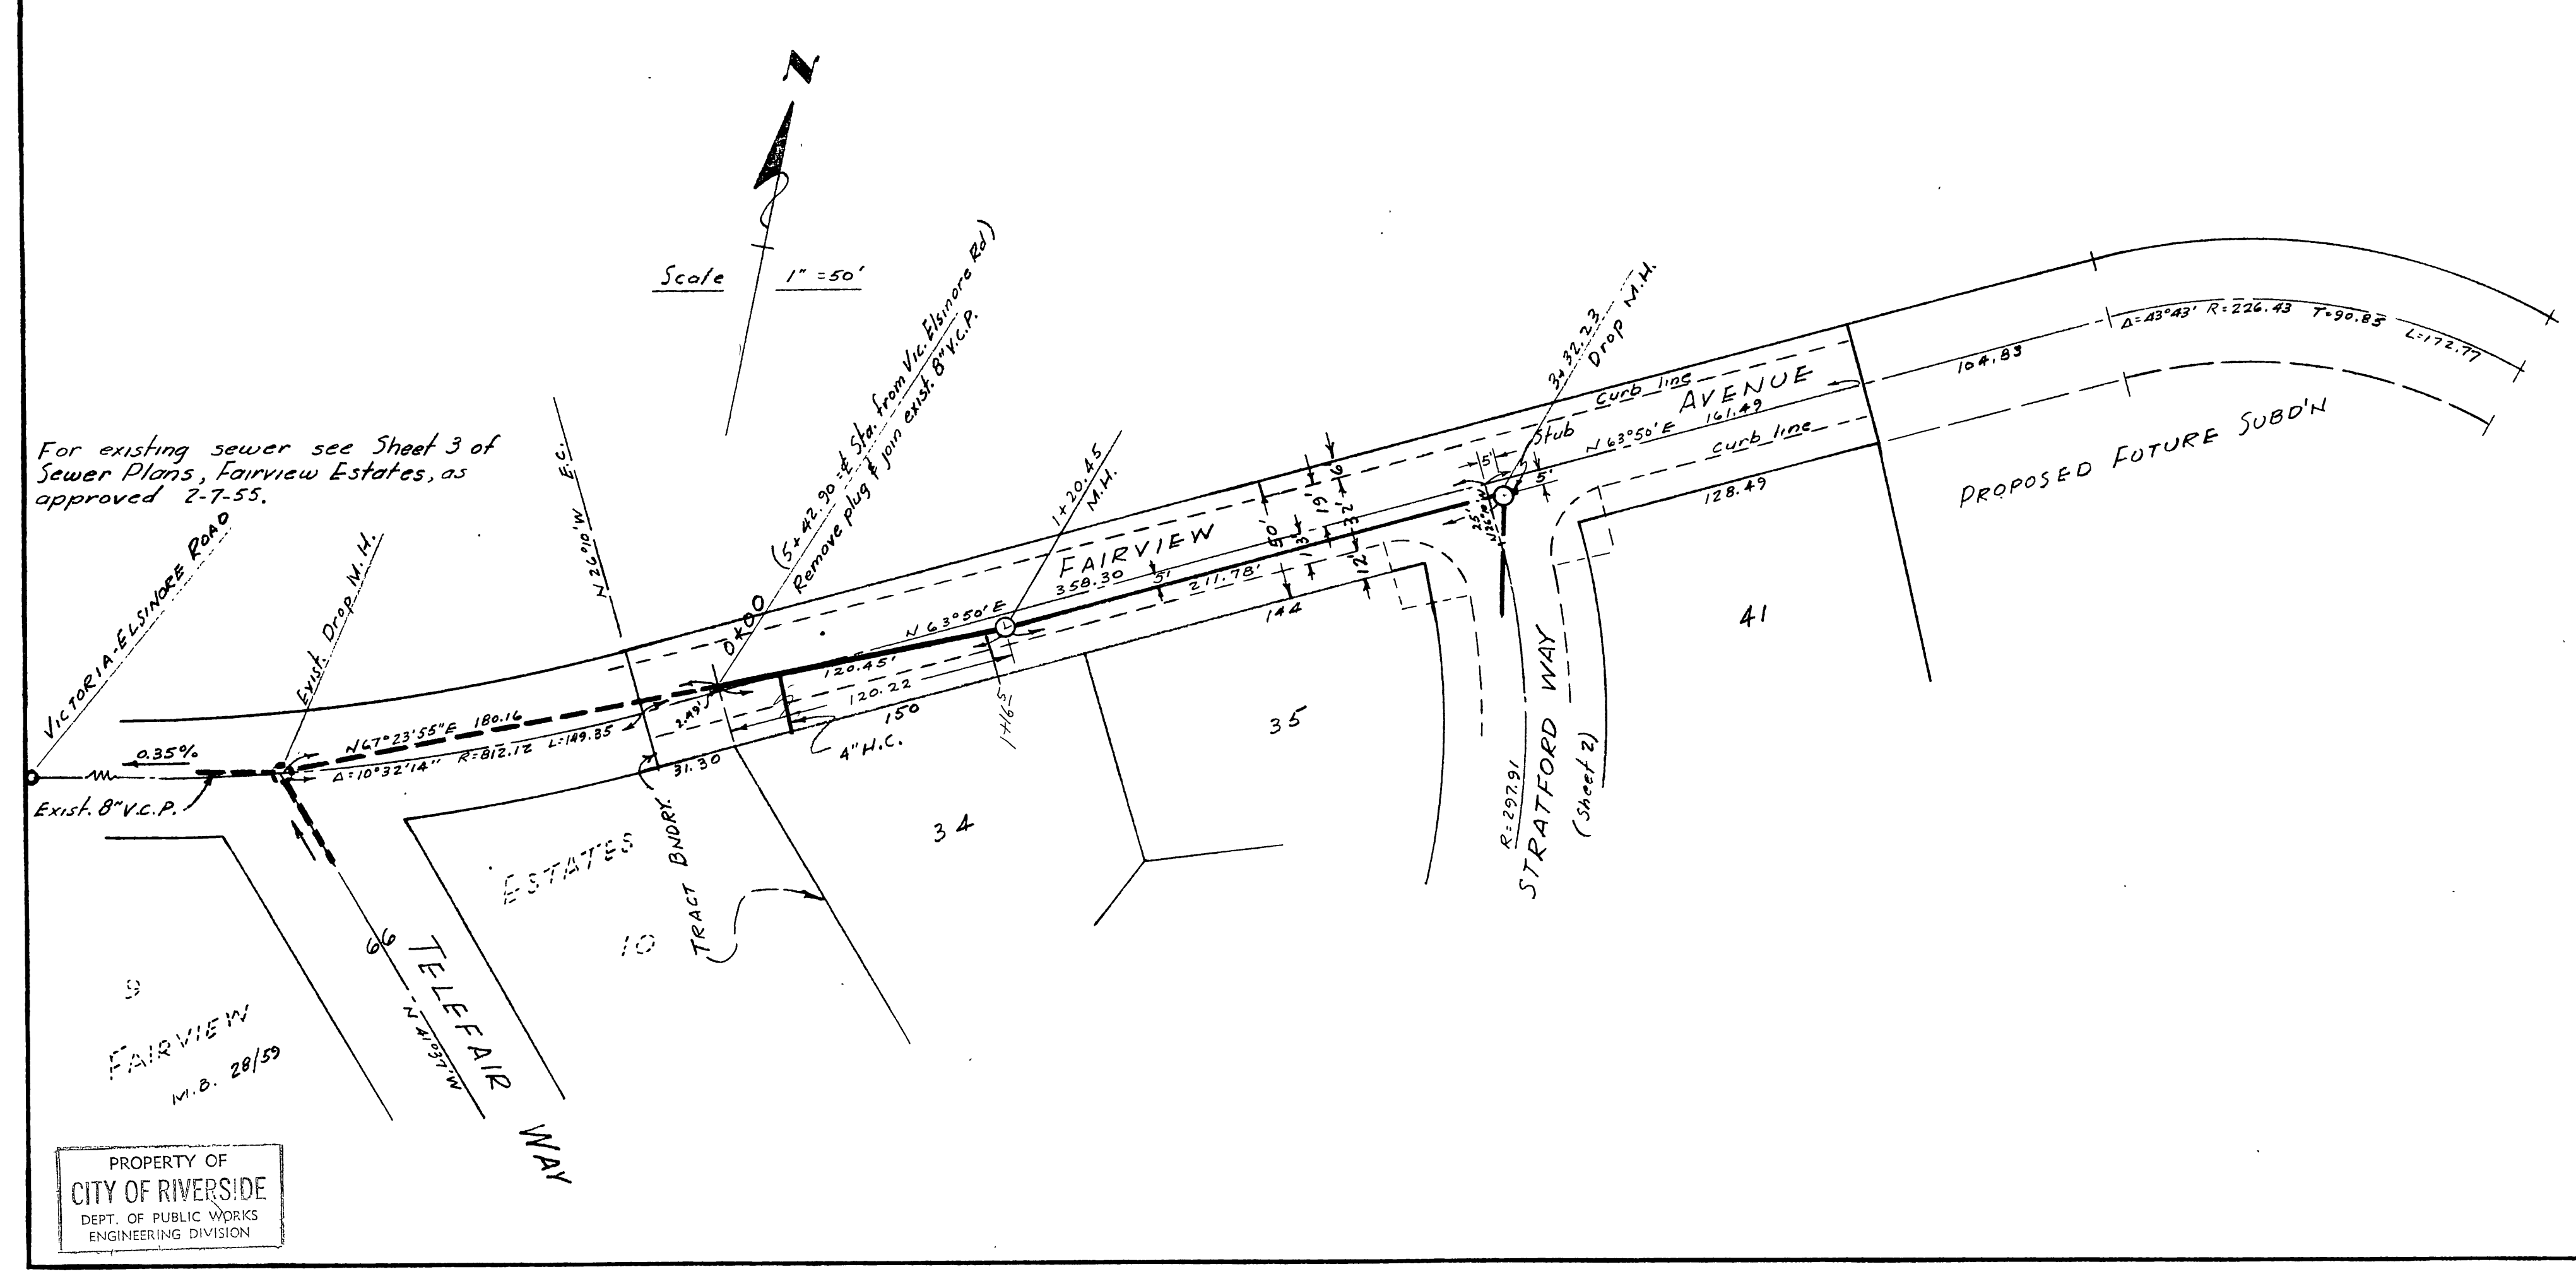 N
Scale 1" = 50'
For existing sewer see Sheet 3 of
Sewer Plans, Fairview Estates, as
approved 2-7-55.
VICTORIA-ELSINORE ROAD
Exist. Drop M.H.
N 26°10'W E.C.
0+00
(5+42.90 = ℄ Sta. from Vic. Elsinore Rd)
Remove plug & join exist. 8" V.C.P.
1+20.45
M.H.
3+32.23
Drop M.H.
0.35%
Exist. 8" V.C.P.
N67°23'55"E 180.16
Δ=10°32'14" R=812.12 L=149.85
2.49'
31.30
N 63°50'E
358.30
120.45'
120.22
150
4" H.C.
1+16
5
FAIRVIEW
AVENUE
5'
211.78'
144
50'
19'
13'
6'
32'
12'
5'
5'
5'
25'
Stub
curb line
N 63°50'E 161.49
curb line
128.49
104.83
Δ=43°43' R=226.43 T=90.85 L=172.77
PROPOSED FUTURE SUBD'N
R=297.91
STRATFORD WAY
(Sheet 2)
34
35
41
ESTATES
10
TRACT BNDRY.
66
TELEFAIR WAY
9
FAIRVIEW
M.B. 28/59
PROPERTY OF
CITY OF RIVERSIDE
DEPT. OF PUBLIC WORKS
ENGINEERING DIVISION